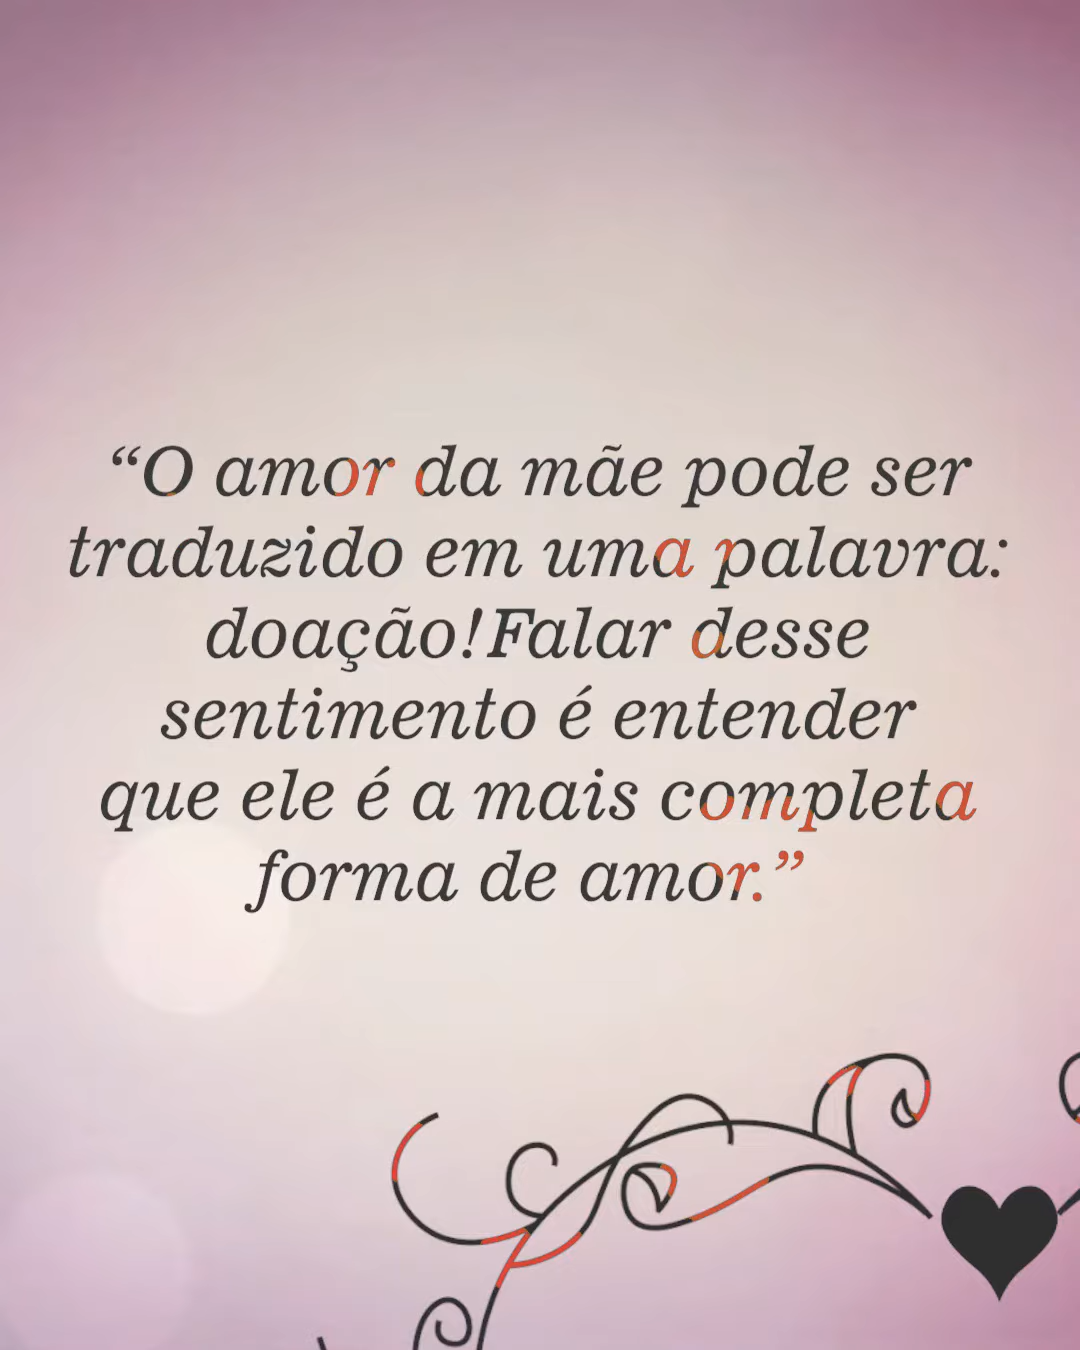 “O amor da mãe pode ser
traduzido em uma palavra:
doação!Falar desse
sentimento é entender
que ele é a mais completa
forma de amor.”